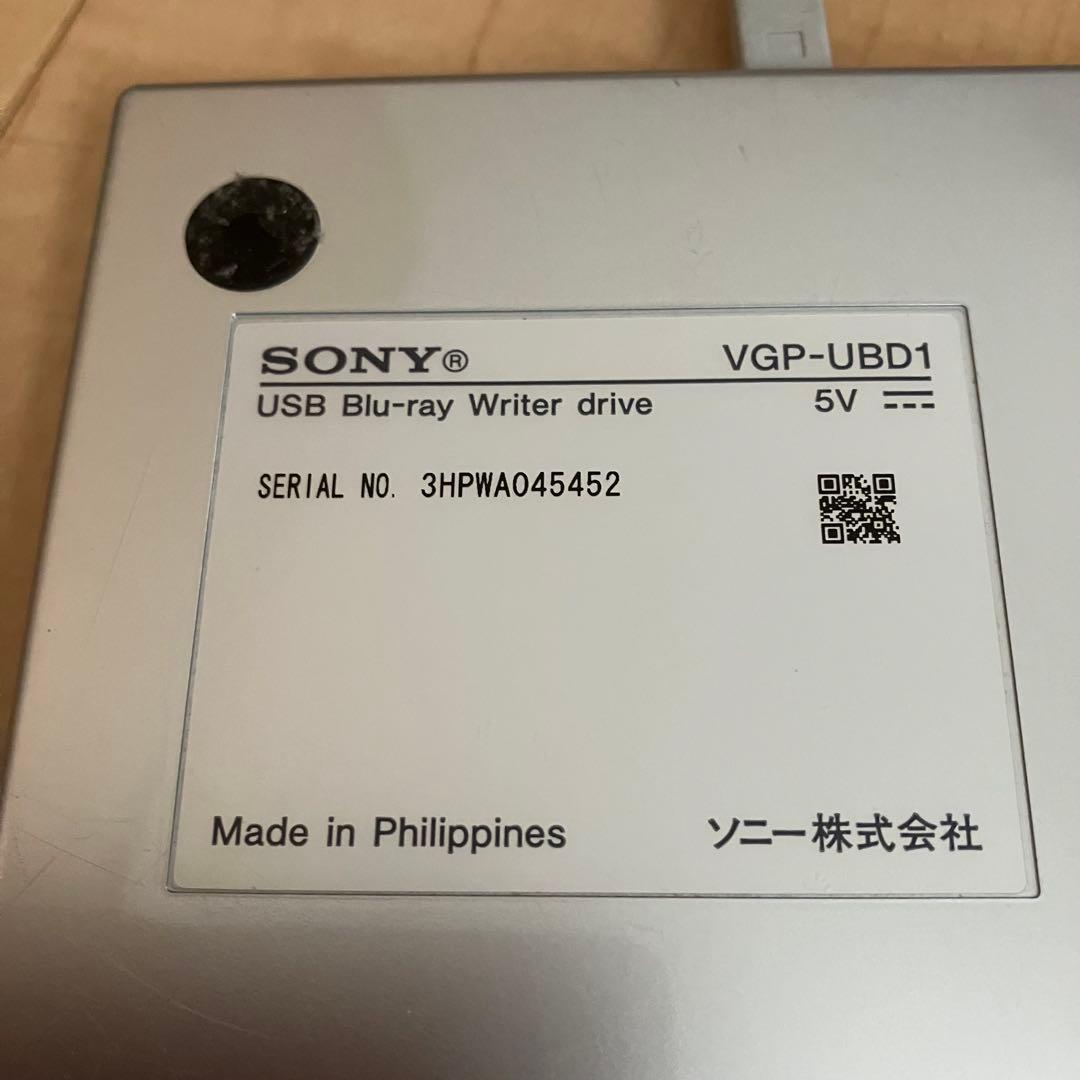 SONY® VGP-UBD1
USB Blu-ray Writer drive 5V
SERIAL NO. 3HPWA045452
Made in Philippines ソニー株式会社